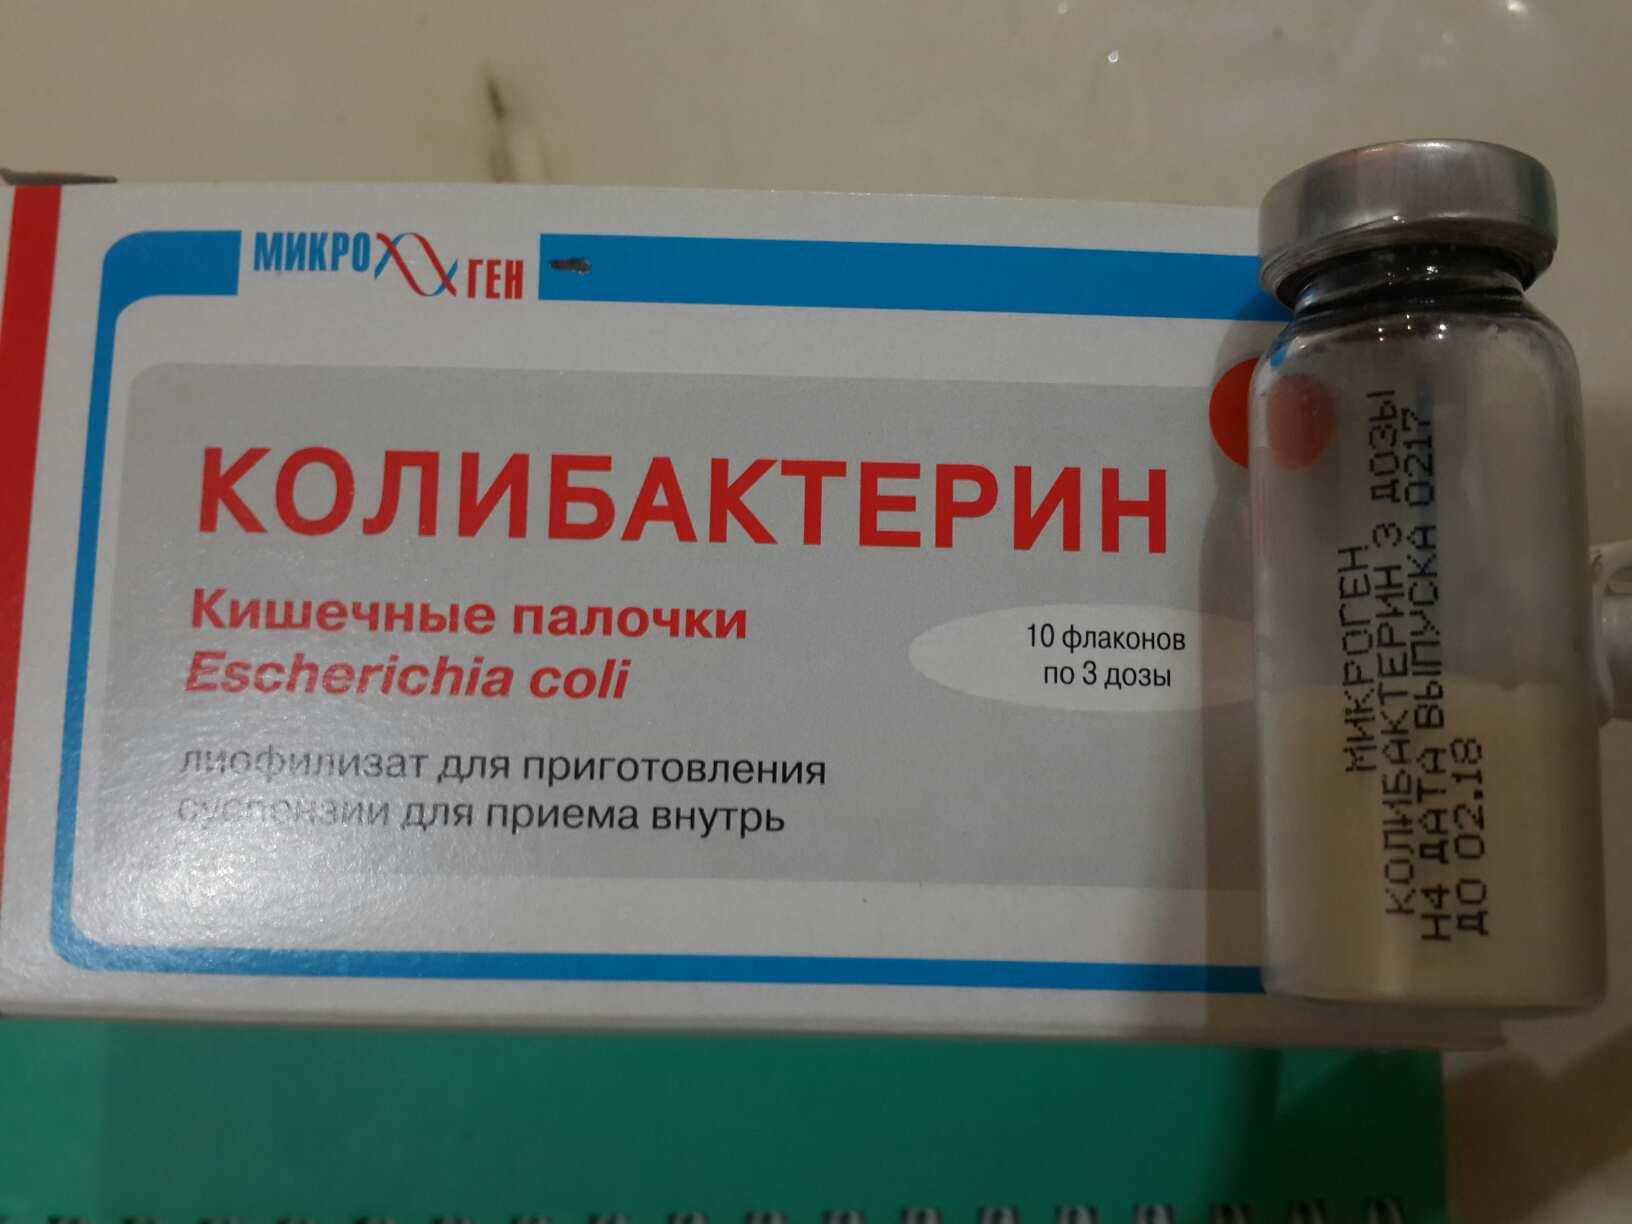 МИКРОГЕН
КОЛИБАКТЕРИН
Кишечные палочки
Escherichia coli
10 флаконов
по 3 дозы
лиофилизат для приготовления
суспензии для приема внутрь
МИКРОГЕН
КОЛИБАКТЕРИН 3 ДОЗЫ
Н4 ДАТА ВЫПУСКА 0217
ДО 02.18